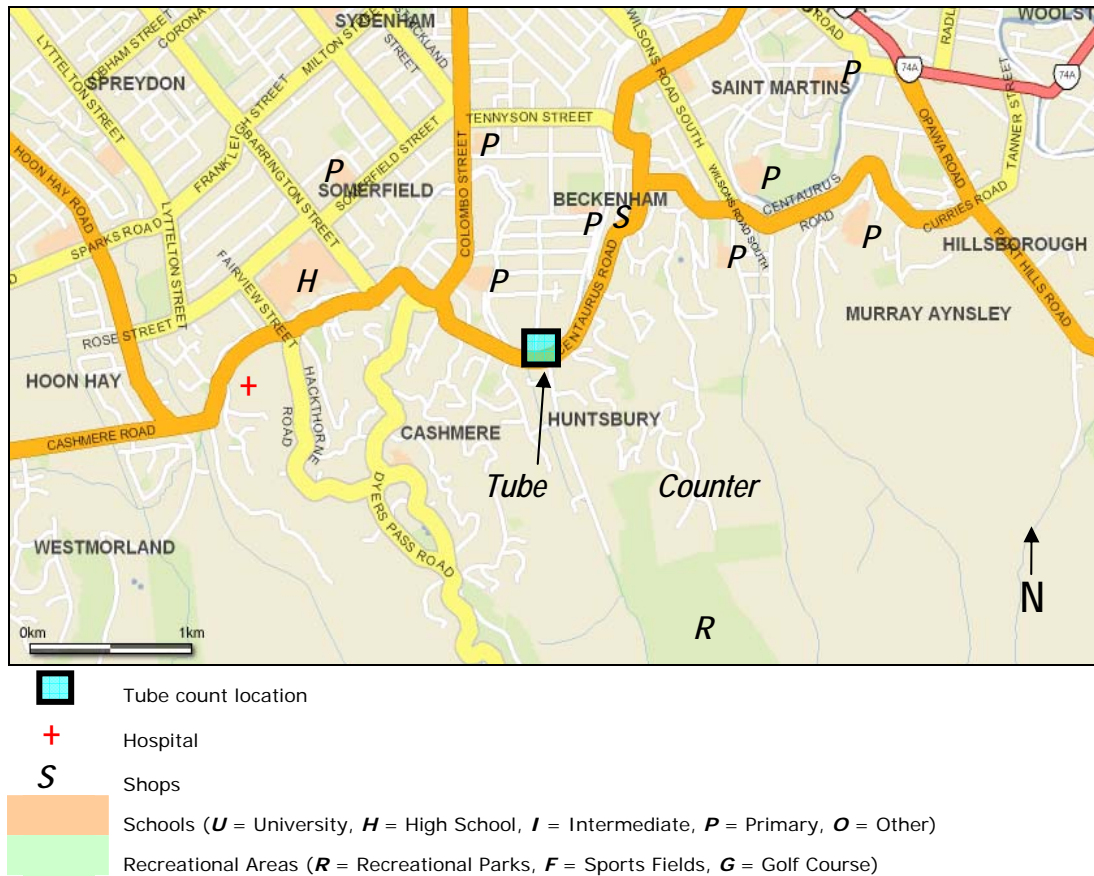 SYDENHAM
WOOLST
LYTTELTON STREET
OBHAM STREET
CORONA
MILTON STREET
STRICKLAND STREET
WILSONS ROAD SOUTH
ROAD
RADL
74A
74A
SPREYDON
SAINT MARTINS
P
TENNYSON STREET
FRANKLEIGH STREET
BARRINGTON STREET
SOMERFIELD STREET
COLOMBO STREET
OPAWA ROAD
TANNER STREET
HOON HAY ROAD
P
P
P
SOMERFIELD
BECKENHAM
WILSONS ROAD SOUTH
CENTAURUS ROAD
LYTTELTON STREET
SPARKS ROAD
P
S
P
P
CURRIES ROAD
HILLSBOROUGH
FAIRVIEW STREET
H
P
CENTAURUS ROAD
PORT HILLS ROAD
MURRAY AYNSLEY
ROSE STREET
HOON HAY
HACKTHORNE ROAD
CASHMERE
HUNTSBURY
CASHMERE ROAD
DYERS PASS ROAD
Tube Counter
WESTMORLAND
N
R
0km 1km
Tube count location
+ Hospital
S Shops
Schools (U = University, H = High School, I = Intermediate, P = Primary, O = Other)
Recreational Areas (R = Recreational Parks, F = Sports Fields, G = Golf Course)